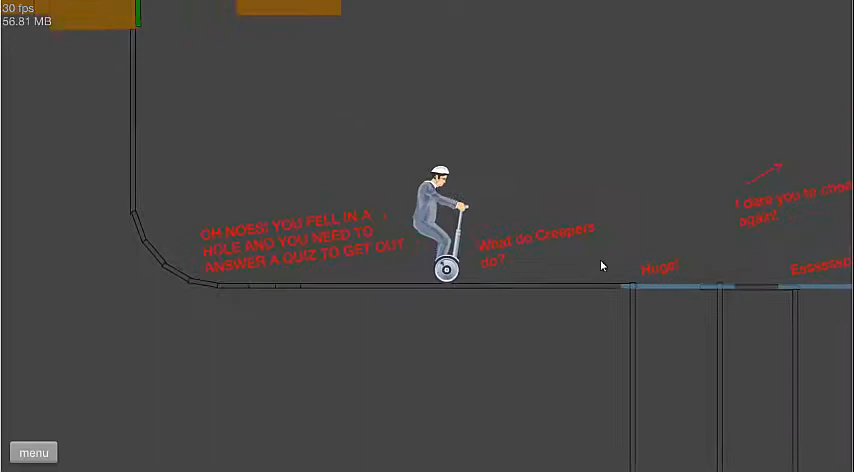 30 fps
56.81 MB
OH NOES! YOU FELL IN A
HOLE AND YOU NEED TO
ANSWER A QUIZ TO GET OUT
What do Creepers
do?
I dare you to
again!
Hugs!
menu